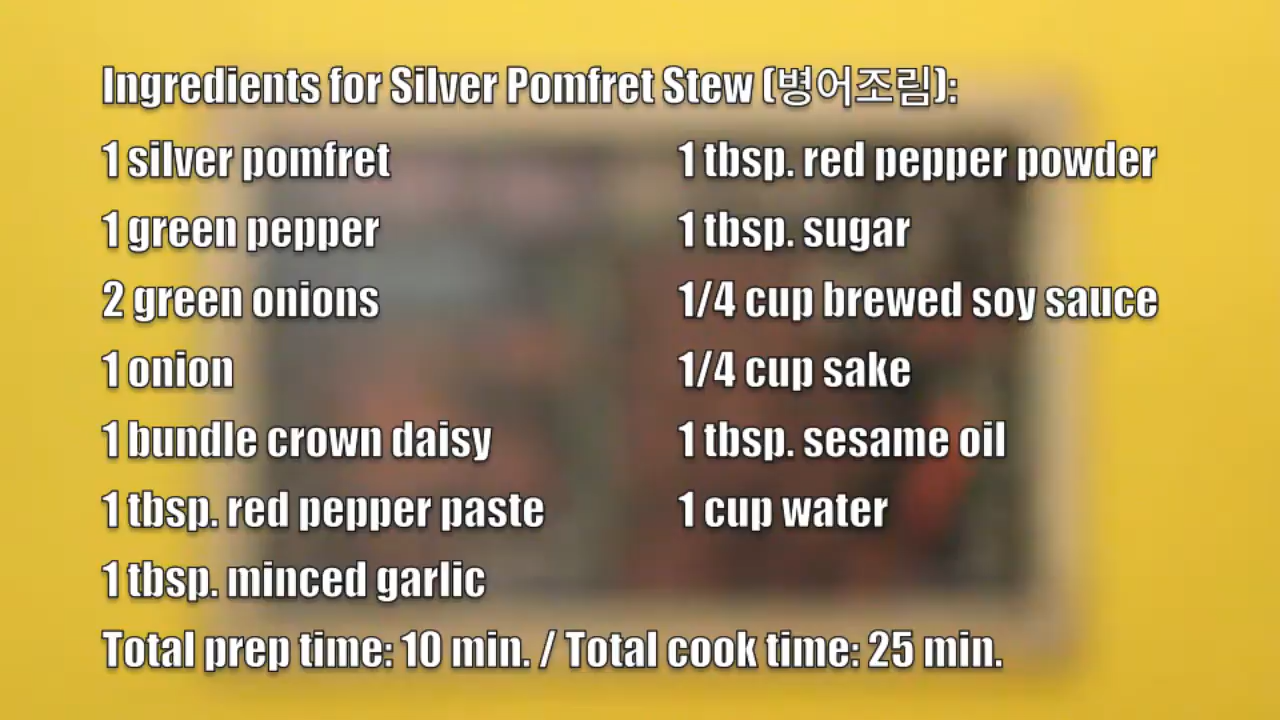 Ingredients for Silver Pomfret Stew (병어조림):
1 silver pomfret
1 green pepper
2 green onions
1 onion
1 bundle crown daisy
1 tbsp. red pepper paste
1 tbsp. minced garlic
1 tbsp. red pepper powder
1 tbsp. sugar
1/4 cup brewed soy sauce
1/4 cup sake
1 tbsp. sesame oil
1 cup water
Total prep time: 10 min. / Total cook time: 25 min.